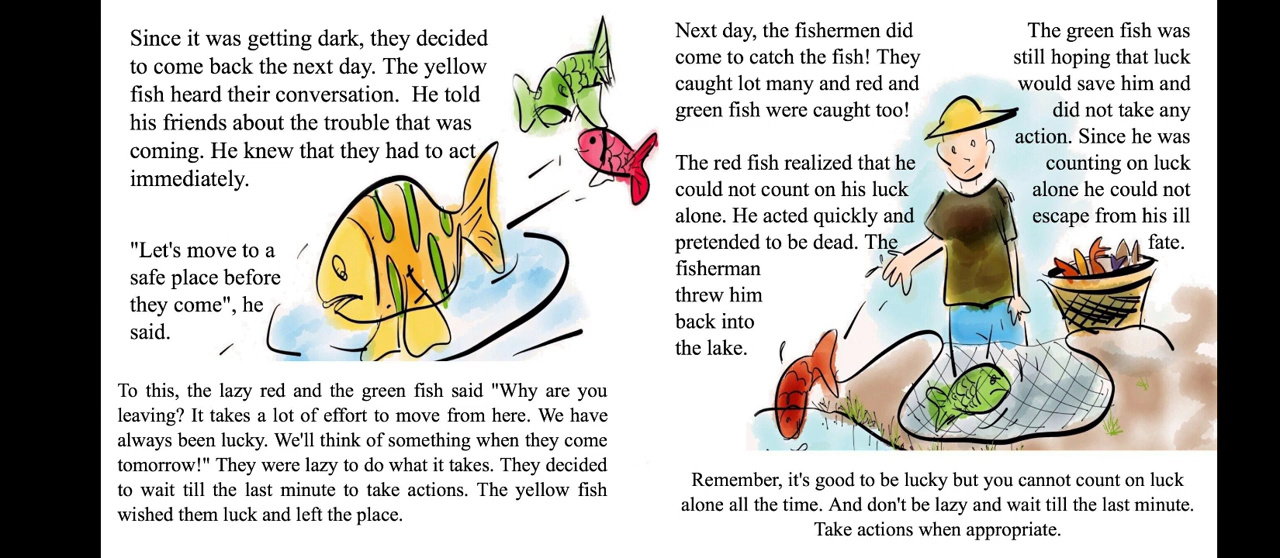 Since it was getting dark, they decided
to come back the next day. The yellow
fish heard their conversation. He told
his friends about the trouble that was
coming. He knew that they had to act
immediately.
"Let's move to a
safe place before
they come", he
said.
To this, the lazy red and the green fish said "Why are you
leaving? It takes a lot of effort to move from here. We have
always been lucky. We'll think of something when they come
tomorrow!" They were lazy to do what it takes. They decided
to wait till the last minute to take actions. The yellow fish
wished them luck and left the place.
Next day, the fishermen did
come to catch the fish! They
caught lot many and red and
green fish were caught too!
The red fish realized that he
could not count on his luck
alone. He acted quickly and
pretended to be dead. The
fisherman
threw him
back into
the lake.
The green fish was
still hoping that luck
would save him and
did not take any
action. Since he was
counting on luck
alone he could not
escape from his ill
fate.
Remember, it's good to be lucky but you cannot count on luck
alone all the time. And don't be lazy and wait till the last minute.
Take actions when appropriate.